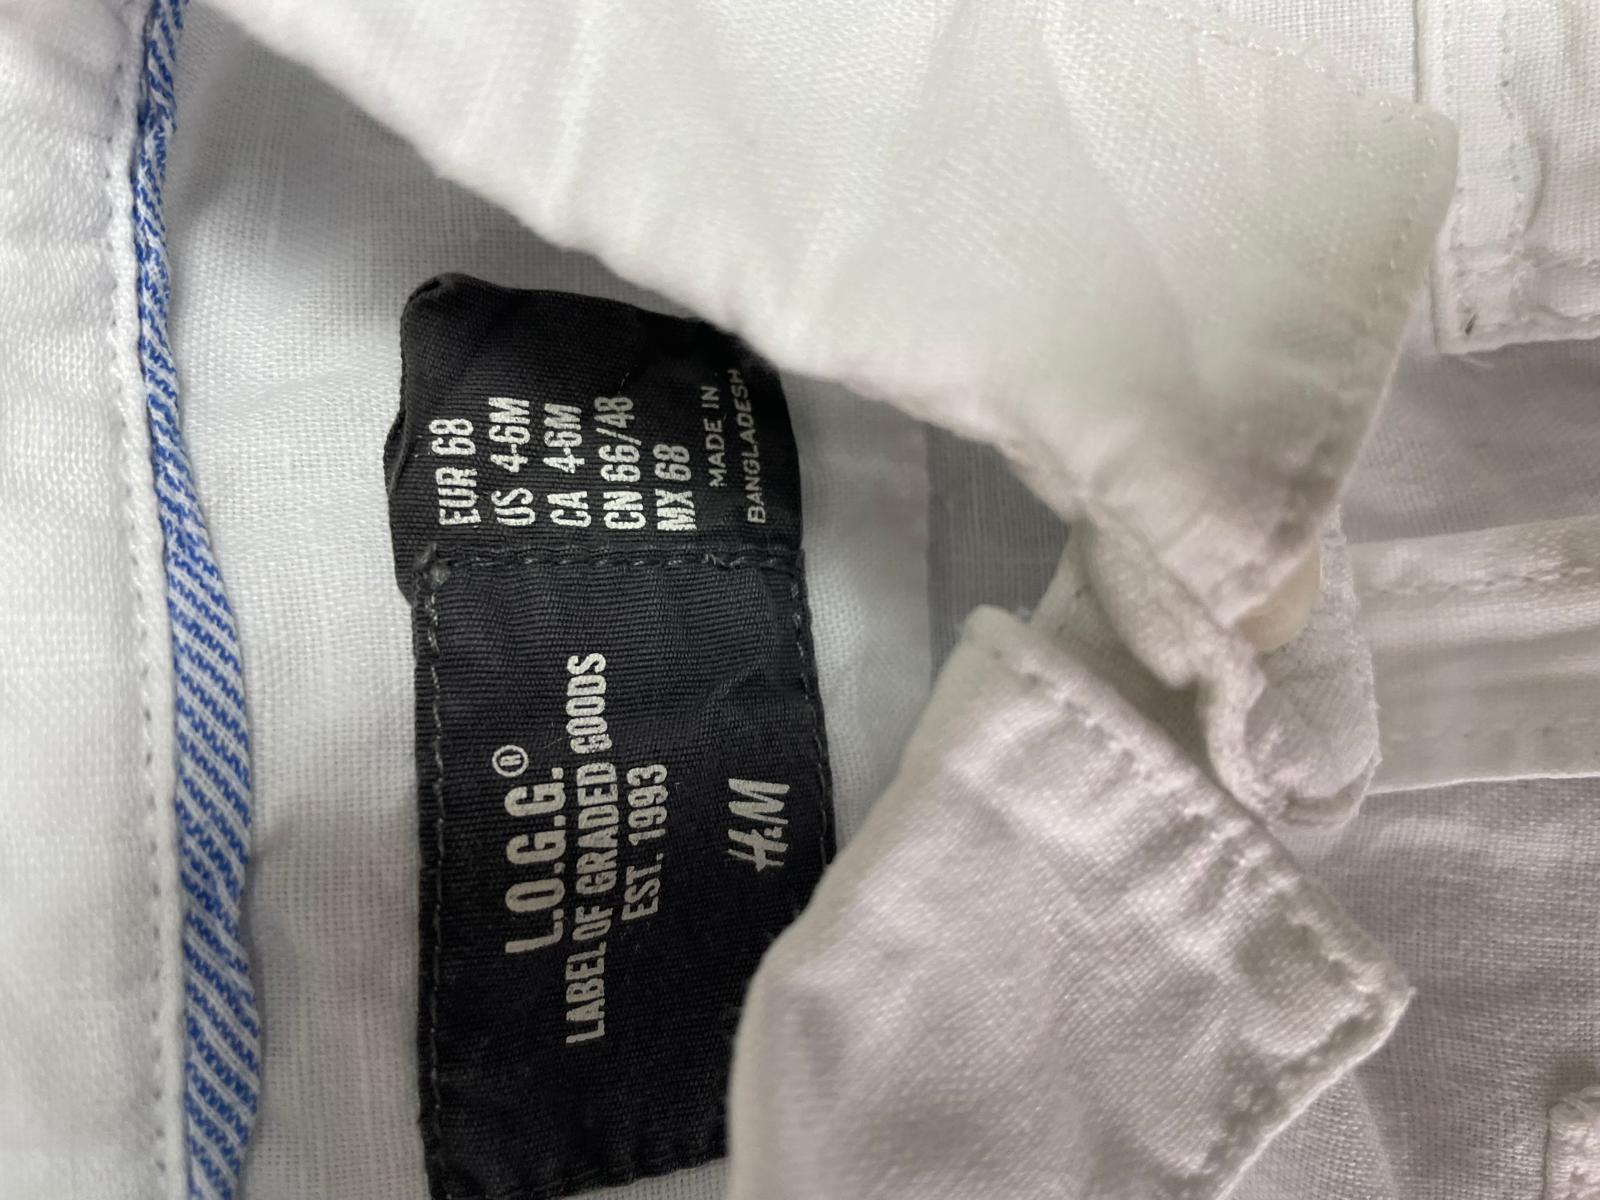 EUR 68
US 4-6M
CA 4-6M
CN 66/48
MX 68
MADE IN
BANGLADESH
L.O.G.G.®
LABEL OF GRADED GOODS
EST. 1993
H&M